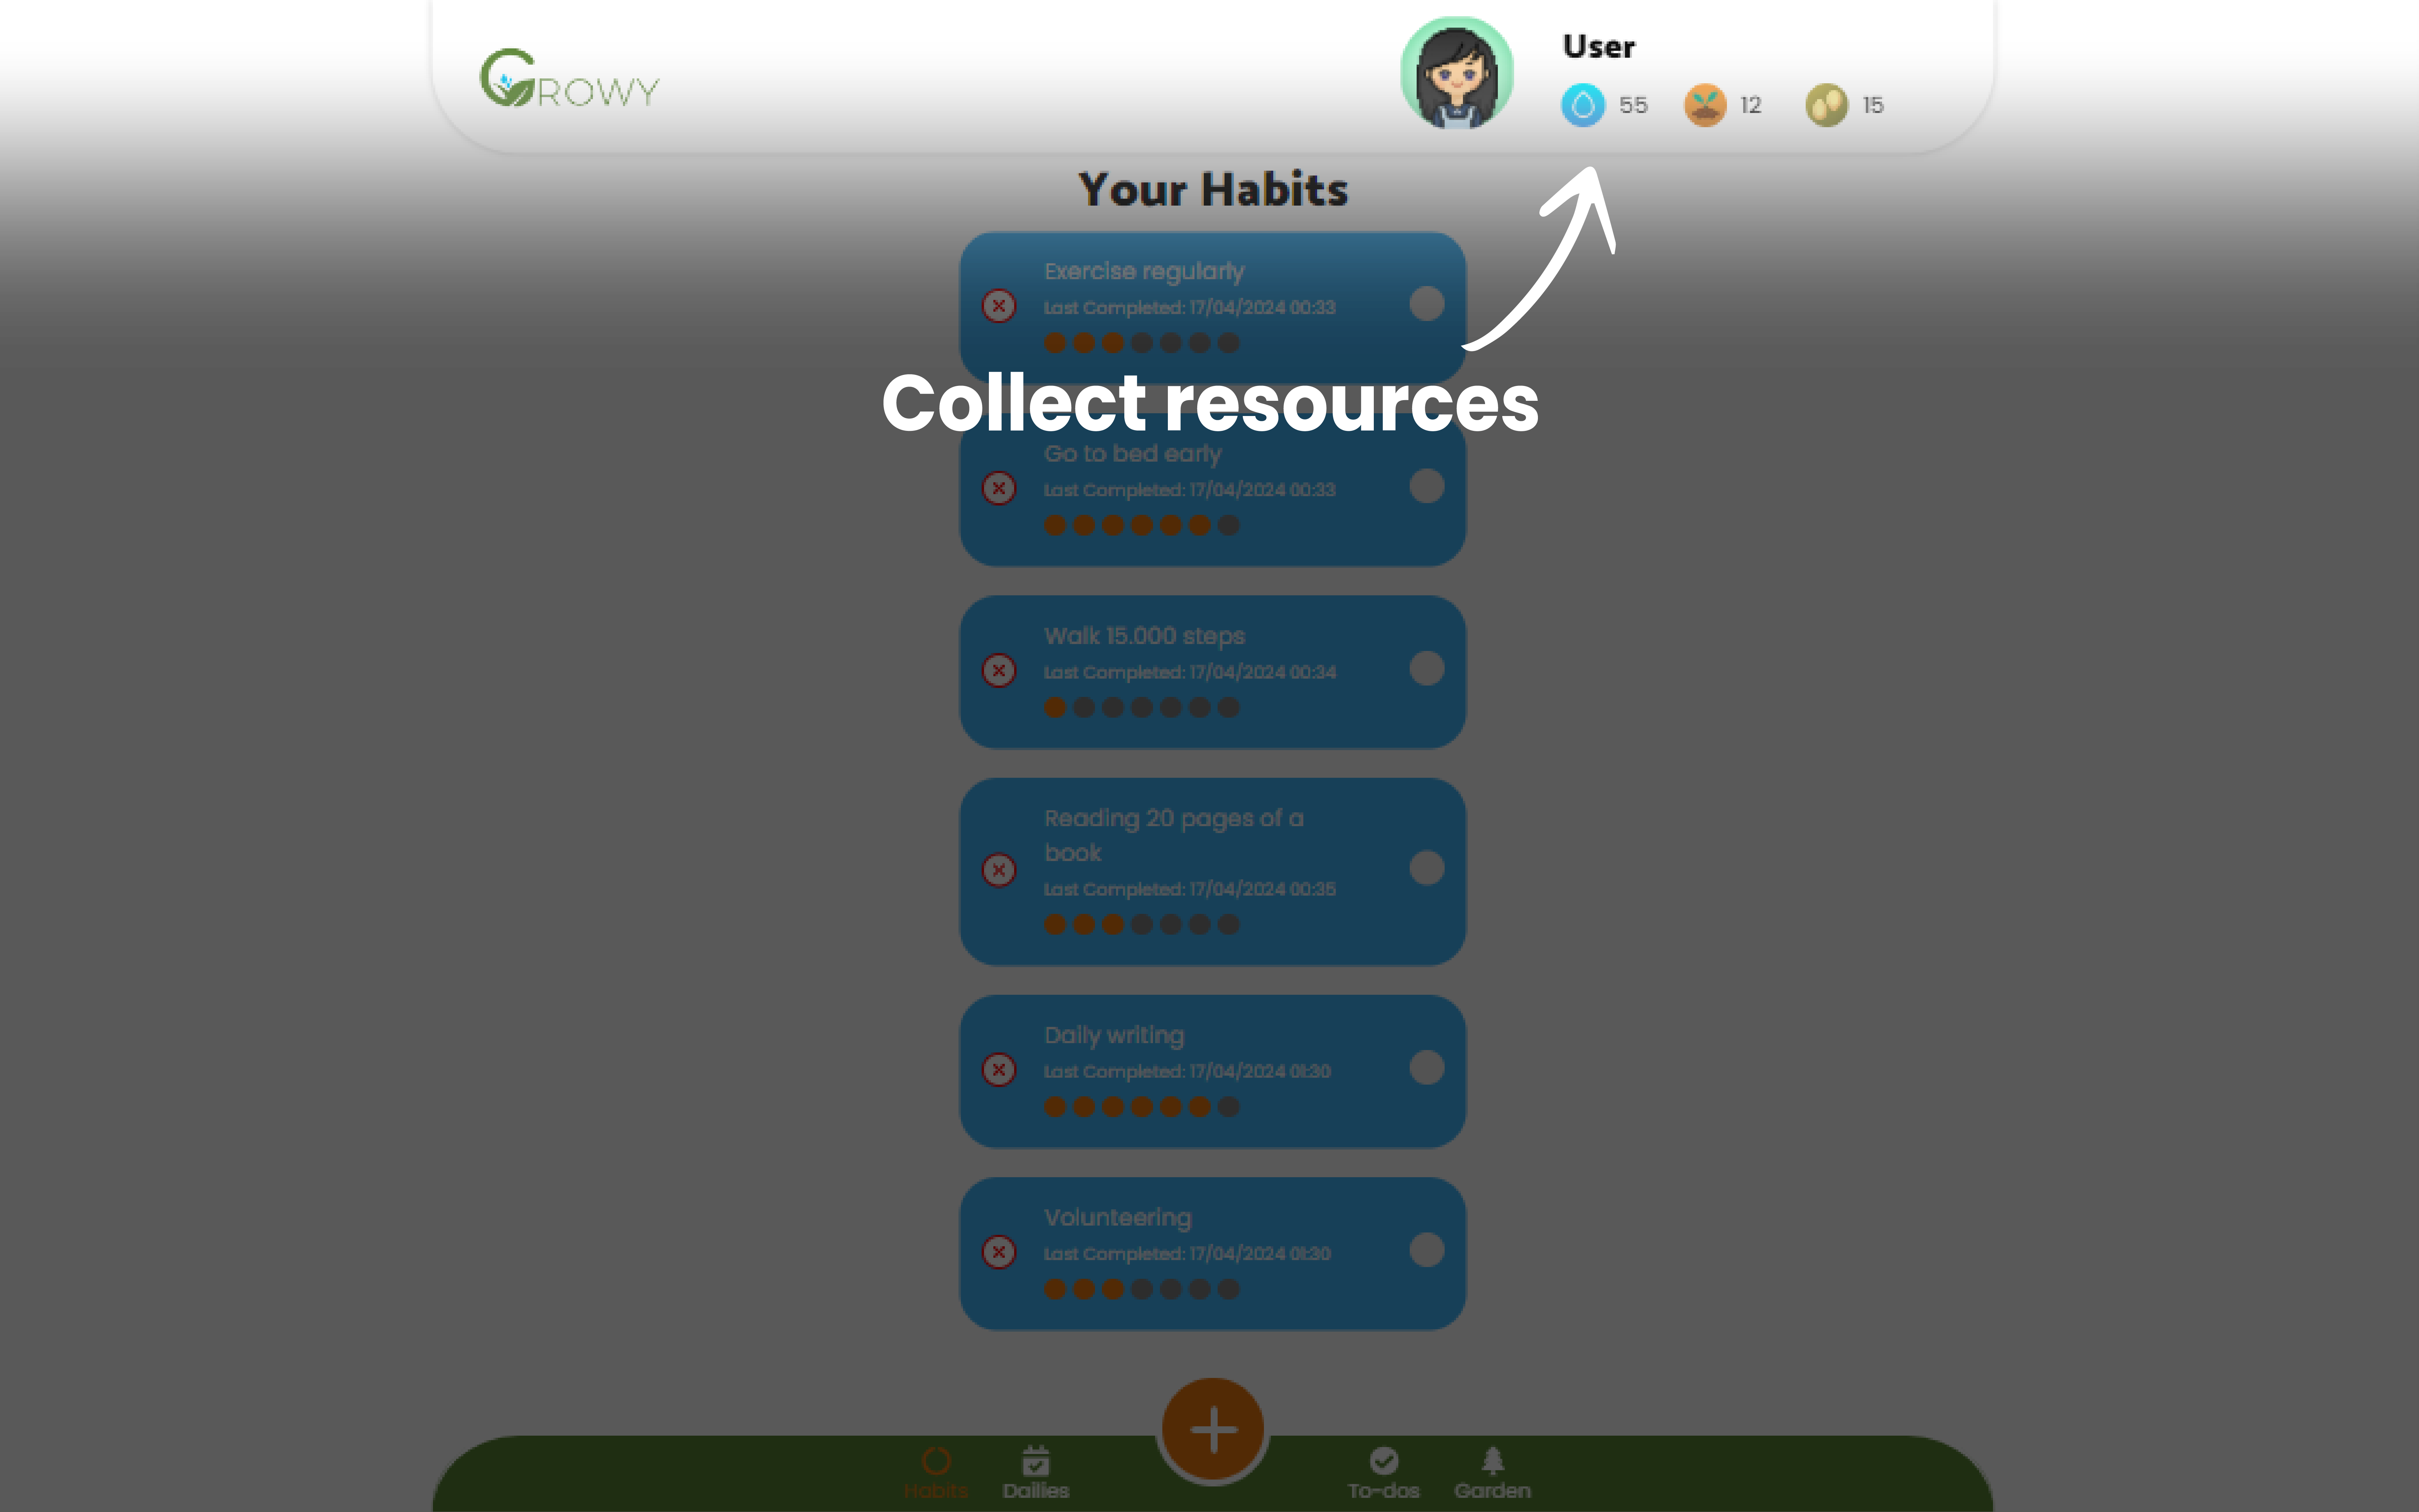 GROWY
User
55 12 15
Your Habits
Exercise regularly
Last Completed: 17/04/2024 00:33
Collect resources
Go to bed early
Last Completed: 17/04/2024 00:33
Walk 15.000 steps
Last Completed: 17/04/2024 00:34
Reading 20 pages of a
book
Last Completed: 17/04/2024 00:35
Daily writing
Last Completed: 17/04/2024 01:30
Volunteering
Last Completed: 17/04/2024 01:30
Habits Dailies To-dos Garden